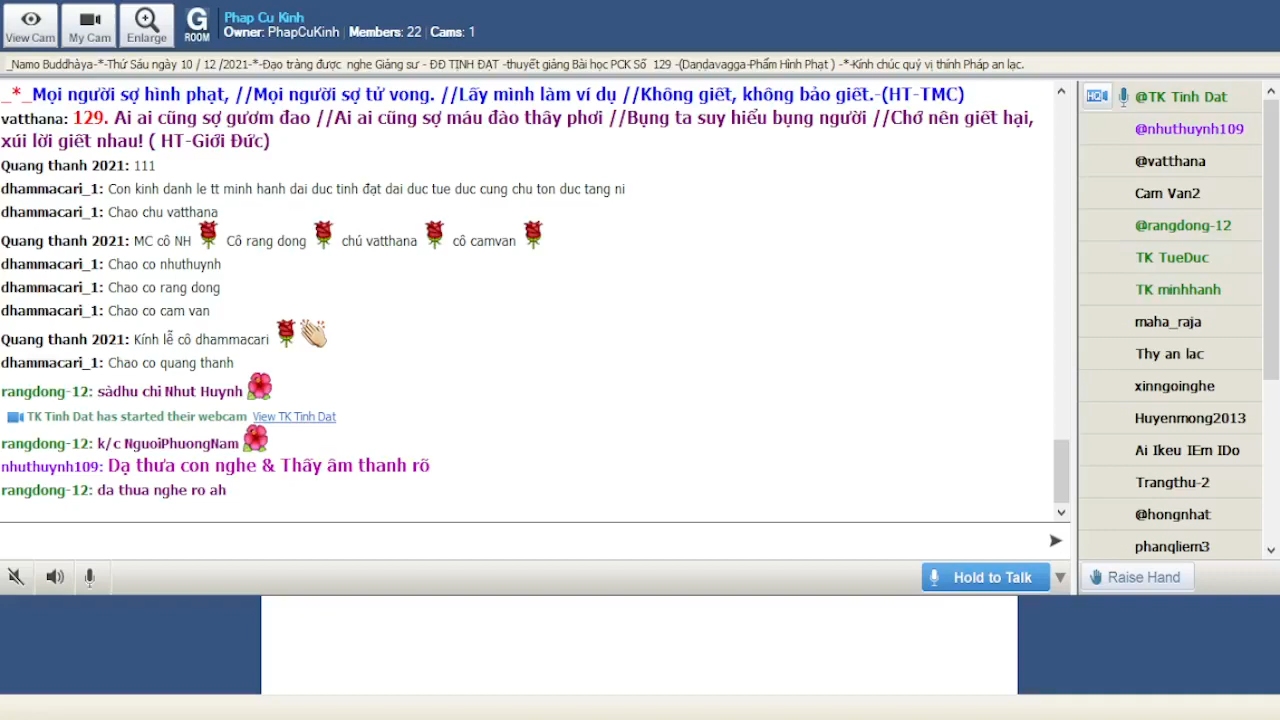 View Cam
My Cam
Enlarge
G
ROOM
Phap Cu Kinh
Owner: PhapCuKinh | Members: 22 | Cams: 1
_Namo Buddhàya-*-Thứ Sáu ngày 10 / 12 /2021-*-Đạo tràng được nghe Giảng sư - ĐĐ TỊNH ĐẠT -thuyết giảng Bài học PCK Số 129 -(Daṇḍavagga-Phẩm Hình Phạt ) -*-Kính chúc quý vị thính Pháp an lạc.
_*_Mọi người sợ hình phạt, //Mọi người sợ tử vong. //Lấy mình làm ví dụ //Không giết, không bảo giết.-(HT-TMC)
vatthana: 129. Ai ai cũng sợ gươm đao //Ai ai cũng sợ máu đào thây phơi //Bụng ta suy hiểu bụng người //Chớ nên giết hại,
xúi lời giết nhau! ( HT-Giới Đức)
Quang thanh 2021: 111
dhammacari_1: Con kinh danh le tt minh hanh dai duc tinh đạt dai duc tue duc cung chu ton duc tang ni
dhammacari_1: Chao chu vatthana
Quang thanh 2021: MC cô NH Cô rang dong chú vatthana cô camvan
dhammacari_1: Chao co nhuthuynh
dhammacari_1: Chao co rang dong
dhammacari_1: Chao co cam van
Quang thanh 2021: Kính lễ cô dhammacari
dhammacari_1: Chao co quang thanh
rangdong-12: sàdhu chi Nhut Huynh
TK Tinh Dat has started their webcam View TK Tinh Dat
rangdong-12: k/c NguoiPhuongNam
nhuthuynh109: Dạ thưa con nghe & Thấy âm thanh rõ
rangdong-12: da thua nghe ro ah
Hold to Talk
HQ
@TK Tinh Dat
@nhuthuynh109
@vatthana
Cam Van2
@rangdong-12
TK TueDuc
TK minhhanh
maha_raja
Thy an lac
xinngoinghe
Huyenmong2013
Ai Ikeu IEm IDo
Trangthu-2
@hongnhat
phanqliem3
Raise Hand